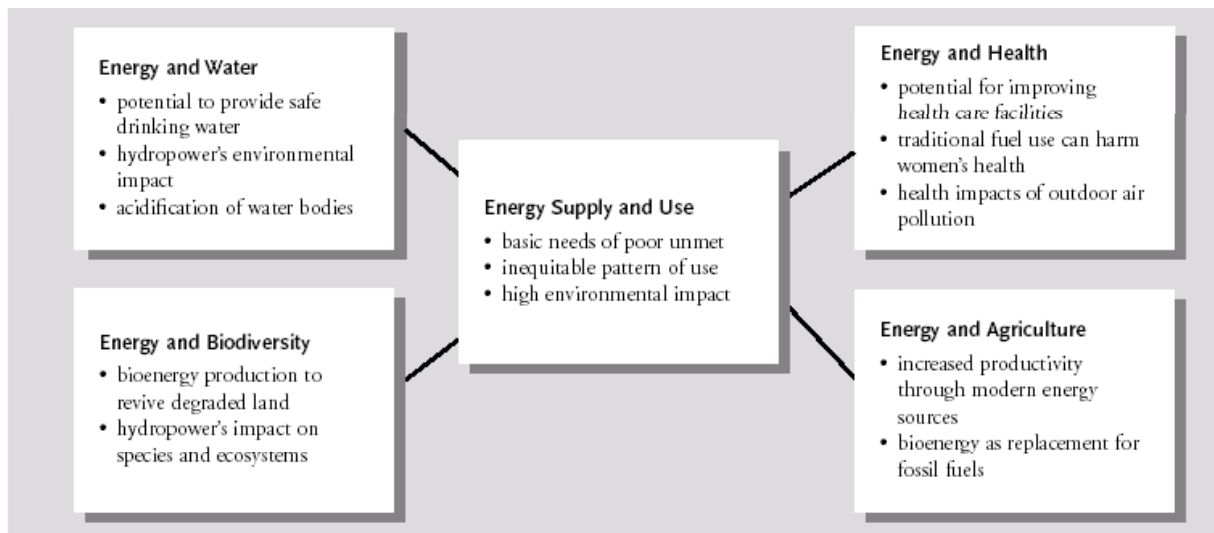 Energy and Water
• potential to provide safe
drinking water
• hydropower's environmental
impact
• acidification of water bodies
Energy and Biodiversity
• bioenergy production to
revive degraded land
• hydropower's impact on
species and ecosystems
Energy Supply and Use
• basic needs of poor unmet
• inequitable pattern of use
• high environmental impact
Energy and Health
• potential for improving
health care facilities
• traditional fuel use can harm
women's health
• health impacts of outdoor air
pollution
Energy and Agriculture
• increased productivity
through modern energy
sources
• bioenergy as replacement for
fossil fuels